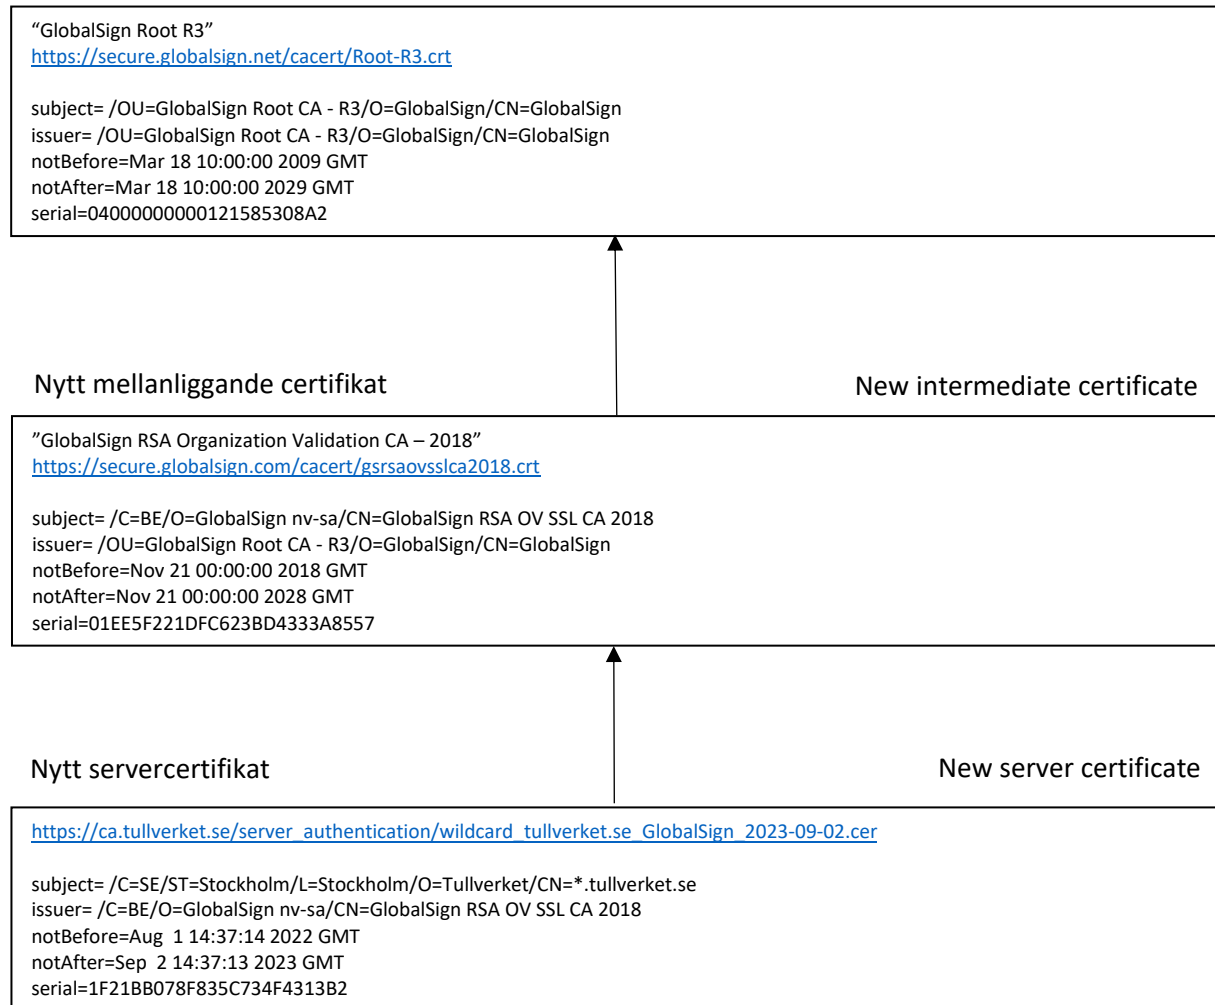 “GlobalSign Root R3”
https://secure.globalsign.net/cacert/Root-R3.crt
subject= /OU=GlobalSign Root CA - R3/O=GlobalSign/CN=GlobalSign
issuer= /OU=GlobalSign Root CA - R3/O=GlobalSign/CN=GlobalSign
notBefore=Mar 18 10:00:00 2009 GMT
notAfter=Mar 18 10:00:00 2029 GMT
serial=04000000000121585308A2
Nytt mellanliggande certifikat New intermediate certificate
”GlobalSign RSA Organization Validation CA – 2018”
https://secure.globalsign.com/cacert/gsrsaovsslca2018.crt
subject= /C=BE/O=GlobalSign nv-sa/CN=GlobalSign RSA OV SSL CA 2018
issuer= /OU=GlobalSign Root CA - R3/O=GlobalSign/CN=GlobalSign
notBefore=Nov 21 00:00:00 2018 GMT
notAfter=Nov 21 00:00:00 2028 GMT
serial=01EE5F221DFC623BD4333A8557
Nytt servercertifikat New server certificate
https://ca.tullverket.se/server_authentication/wildcard_tullverket.se_GlobalSign_2023-09-02.cer
subject= /C=SE/ST=Stockholm/L=Stockholm/O=Tullverket/CN=*.tullverket.se
issuer= /C=BE/O=GlobalSign nv-sa/CN=GlobalSign RSA OV SSL CA 2018
notBefore=Aug  1 14:37:14 2022 GMT
notAfter=Sep  2 14:37:13 2023 GMT
serial=1F21BB078F835C734F4313B2